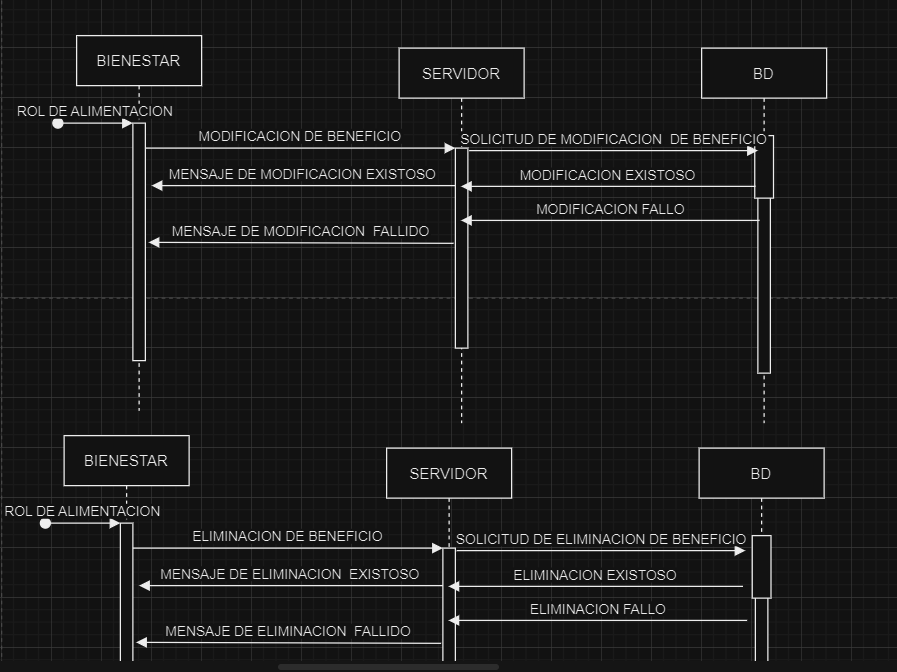 BIENESTAR
SERVIDOR
BD
ROL DE ALIMENTACION
MODIFICACION DE BENEFICIO
SOLICITUD DE MODIFICACION DE BENEFICIO
MENSAJE DE MODIFICACION EXISTOSO
MODIFICACION EXISTOSO
MODIFICACION FALLO
MENSAJE DE MODIFICACION FALLIDO
BIENESTAR
SERVIDOR
BD
ROL DE ALIMENTACION
ELIMINACION DE BENEFICIO
SOLICITUD DE ELIMINACION DE BENEFICIO
MENSAJE DE ELIMINACION EXISTOSO
ELIMINACION EXISTOSO
ELIMINACION FALLO
MENSAJE DE ELIMINACION FALLIDO